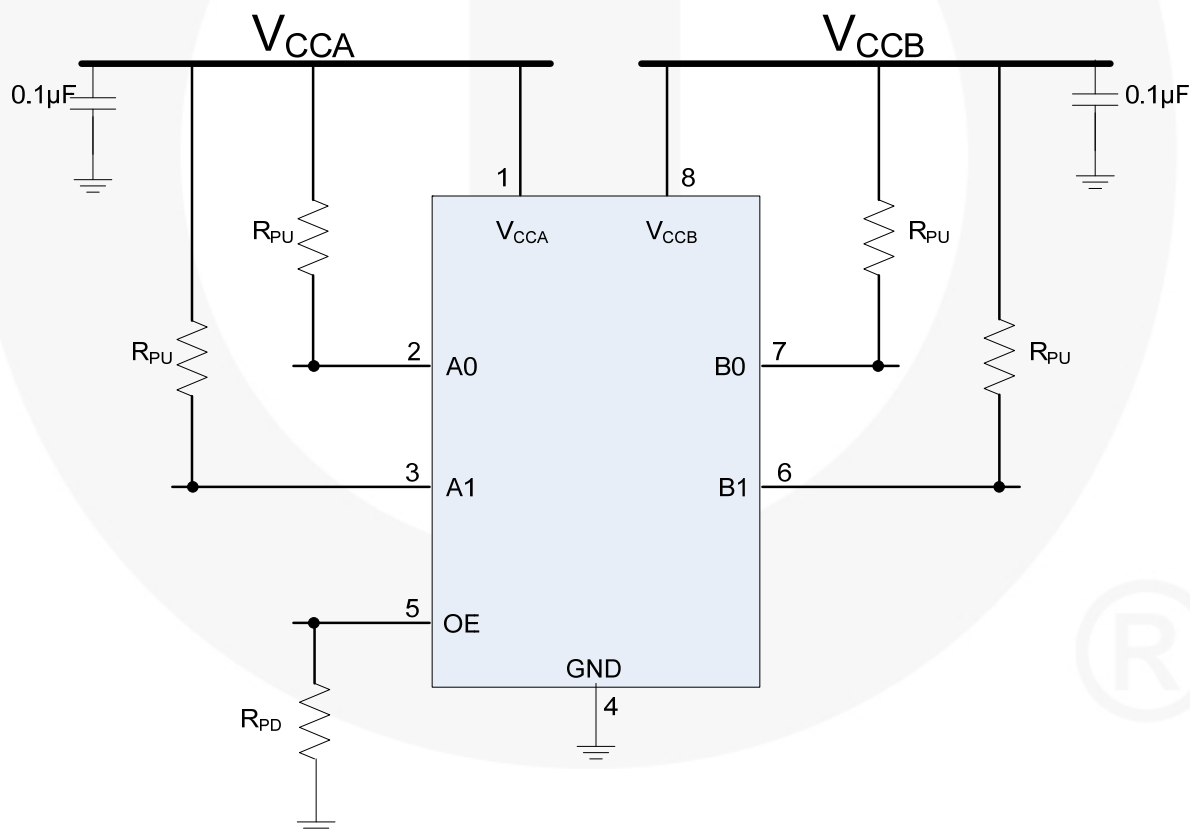 VCCA
VCCB
0.1µF
0.1µF
1
8
VCCA
VCCB
RPU
RPU
RPU
RPU
2
A0
B0
7
3
A1
B1
6
5
OE
GND
4
RPD
®